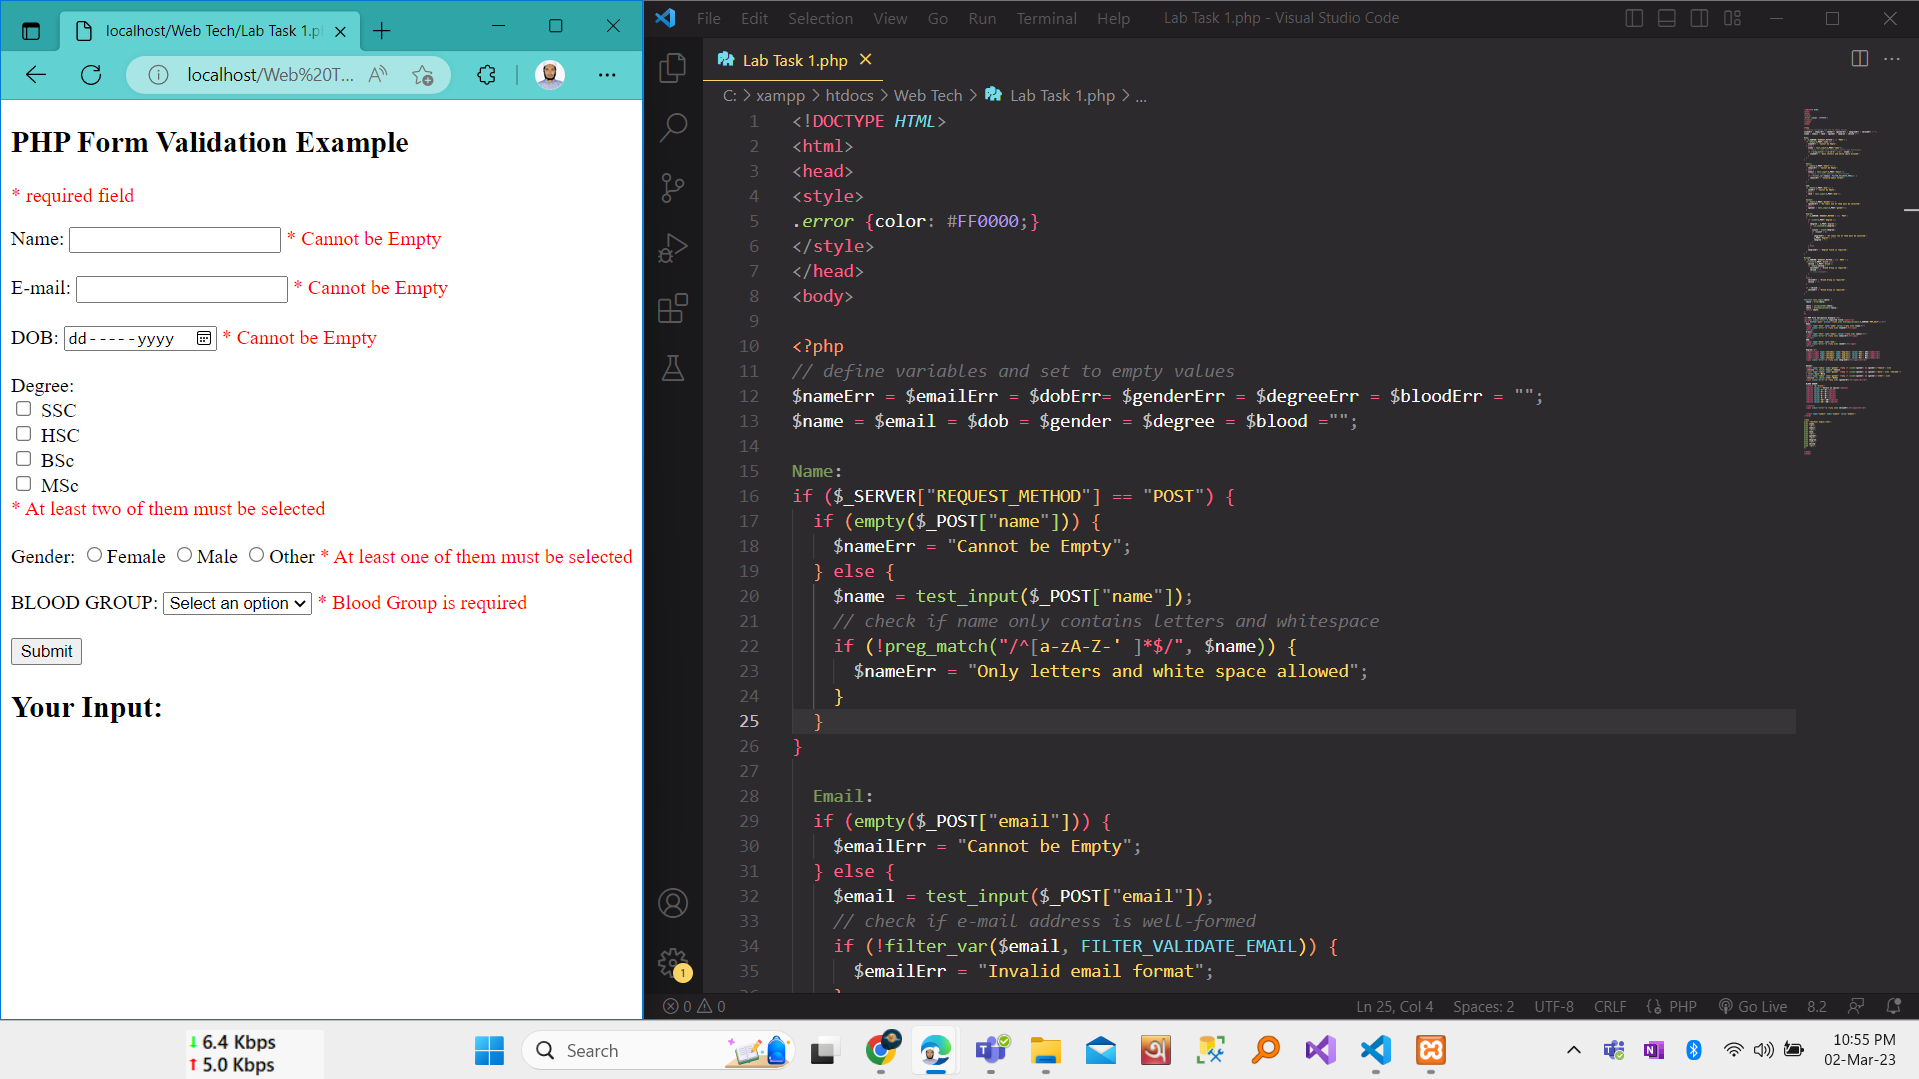 localhost/Web Tech/Lab Task 1.p
localhost/Web%20T...
PHP Form Validation Example
* required field
Name: * Cannot be Empty
E-mail: * Cannot be Empty
DOB: dd-----yyyy * Cannot be Empty
Degree:
SSC
HSC
BSc
MSc
* At least two of them must be selected
Gender: Female Male Other * At least one of them must be selected
BLOOD GROUP: Select an option * Blood Group is required
Submit
Your Input:
File Edit Selection View Go Run Terminal Help Lab Task 1.php - Visual Studio Code
Lab Task 1.php
C: > xampp > htdocs > Web Tech > Lab Task 1.php > ...
1 <!DOCTYPE HTML>
2 <html>
3 <head>
4 <style>
5 .error {color: #FF0000;}
6 </style>
7 </head>
8 <body>
9
10 <?php
11 // define variables and set to empty values
12 $nameErr = $emailErr = $dobErr= $genderErr = $degreeErr = $bloodErr = "";
13 $name = $email = $dob = $gender = $degree = $blood ="";
14
15 Name:
16 if ($_SERVER["REQUEST_METHOD"] == "POST") {
17 if (empty($_POST["name"])) {
18 $nameErr = "Cannot be Empty";
19 } else {
20 $name = test_input($_POST["name"]);
21 // check if name only contains letters and whitespace
22 if (!preg_match("/^[a-zA-Z-' ]*$/", $name)) {
23 $nameErr = "Only letters and white space allowed";
24 }
25 }
26 }
27
28 Email:
29 if (empty($_POST["email"])) {
30 $emailErr = "Cannot be Empty";
31 } else {
32 $email = test_input($_POST["email"]);
33 // check if e-mail address is well-formed
34 if (!filter_var($email, FILTER_VALIDATE_EMAIL)) {
35 $emailErr = "Invalid email format";
1
0 0 Ln 25, Col 4 Spaces: 2 UTF-8 CRLF PHP Go Live 8.2
6.4 Kbps
5.0 Kbps
Search
10:55 PM
02-Mar-23